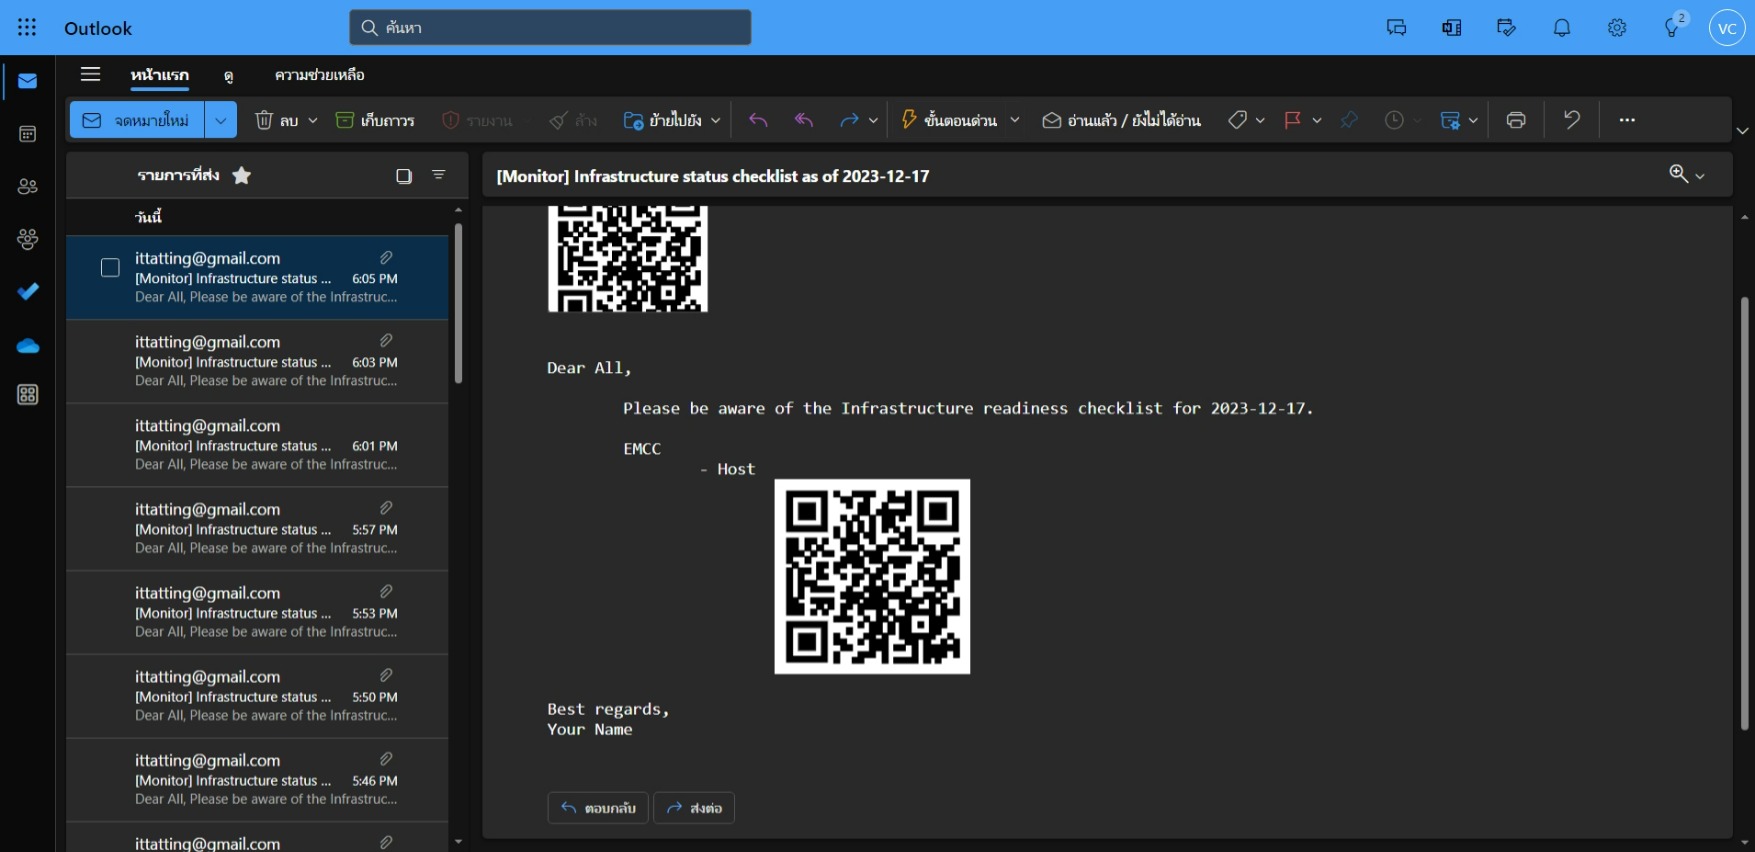 Outlook
ค้นหา
2
VC
หน้าแรก
ดู
ความช่วยเหลือ
จดหมายใหม่
ลบ
เก็บถาวร
รายงาน
ล้าง
ย้ายไปยัง
ขั้นตอนด่วน
อ่านแล้ว / ยังไม่ได้อ่าน
รายการที่ส่ง
วันนี้
ittatting@gmail.com
[Monitor] Infrastructure status ... 6:05 PM
Dear All, Please be aware of the Infrastruc...
ittatting@gmail.com
[Monitor] Infrastructure status ... 6:03 PM
Dear All, Please be aware of the Infrastruc...
ittatting@gmail.com
[Monitor] Infrastructure status ... 6:01 PM
Dear All, Please be aware of the Infrastruc...
ittatting@gmail.com
[Monitor] Infrastructure status ... 5:57 PM
Dear All, Please be aware of the Infrastruc...
ittatting@gmail.com
[Monitor] Infrastructure status ... 5:53 PM
Dear All, Please be aware of the Infrastruc...
ittatting@gmail.com
[Monitor] Infrastructure status ... 5:50 PM
Dear All, Please be aware of the Infrastruc...
ittatting@gmail.com
[Monitor] Infrastructure status ... 5:46 PM
Dear All, Please be aware of the Infrastruc...
ittatting@gmail.com
[Monitor] Infrastructure status checklist as of 2023-12-17
Dear All,
Please be aware of the Infrastructure readiness checklist for 2023-12-17.
EMCC
- Host
Best regards,
Your Name
ตอบกลับ
ส่งต่อ